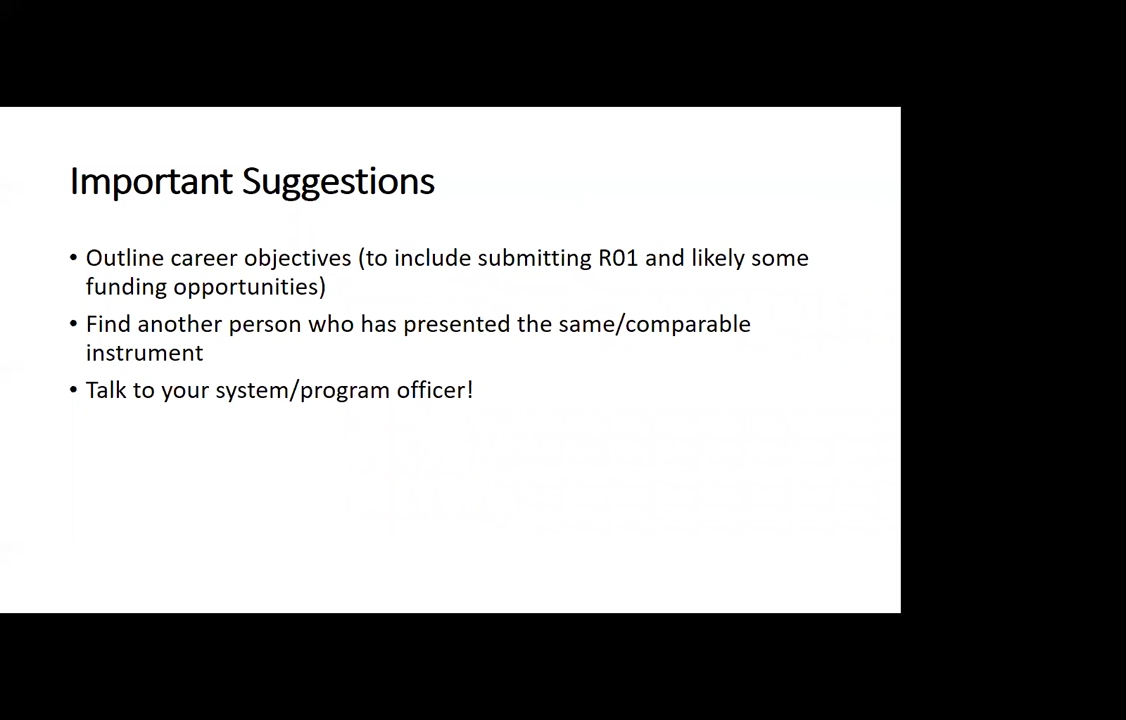 Important Suggestions
• Outline career objectives (to include submitting R01 and likely some
funding opportunities)
• Find another person who has presented the same/comparable
instrument
• Talk to your system/program officer!